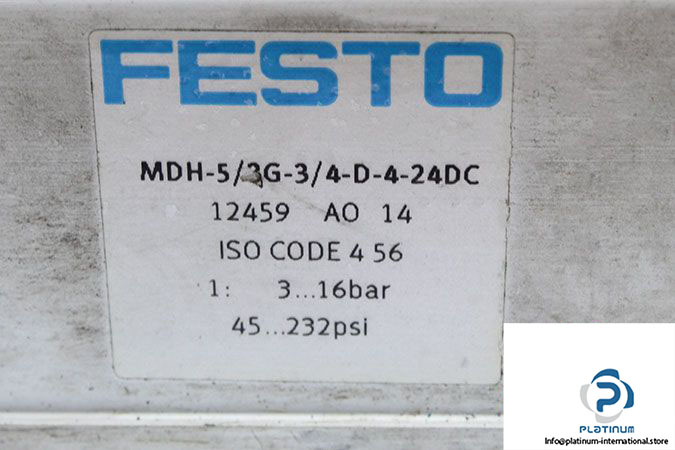 FESTO
MDH-5/3G-3/4-D-4-24DC
12459 AO 14
ISO CODE 4 56
1: 3...16bar
45...232psi
PLATINUM
Info@platinum-international.store